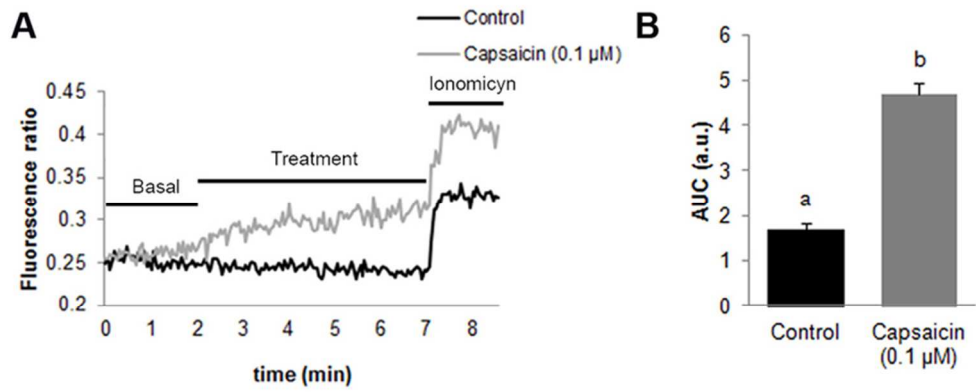 A
Control
Capsaicin (0.1 µM)
Ionomicyn
Treatment
Basal
Fluorescence ratio
0.45
0.4
0.35
0.3
0.25
0.2
0 1 2 3 4 5 6 7 8
time (min)
B
AUC (a.u.)
6
5
4
3
2
1
0
a
b
Control
Capsaicin
(0.1 µM)